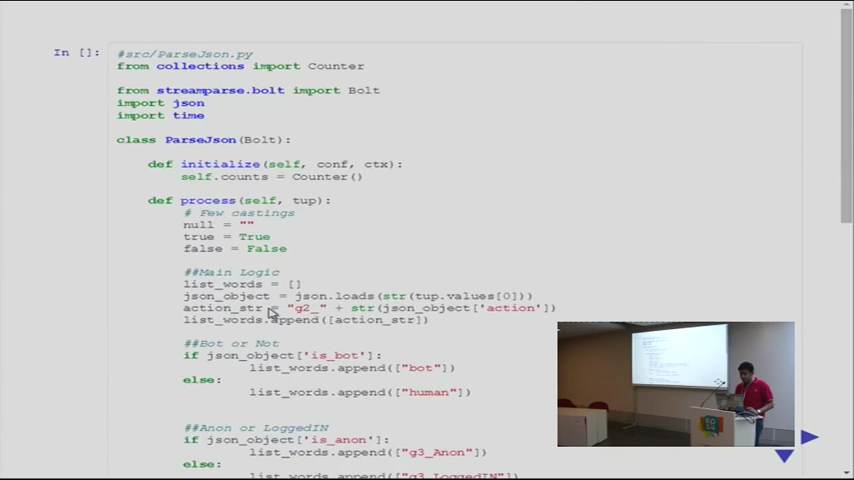 In []:
#src/ParseJson.py
from collections import Counter
from streamparse.bolt import Bolt
import json
import time
class ParseJson(Bolt):
def initialize(self, conf, ctx):
self.counts = Counter()
def process(self, tup):
# Few castings
null = ""
true = True
false = False
##Main Logic
list_words = []
json_object = json.loads(str(tup.values[0]))
action_str = "g2_" + str(json_object['action'])
list_words.append([action_str])
##Bot or Not
if json_object['is_bot']:
list_words.append(["bot"])
else:
list_words.append(["human"])
##Anon or LoggedIN
if json_object['is_anon']:
list_words.append(["g3_Anon"])
else:
list_words.append(["g3_LoggedIN"])